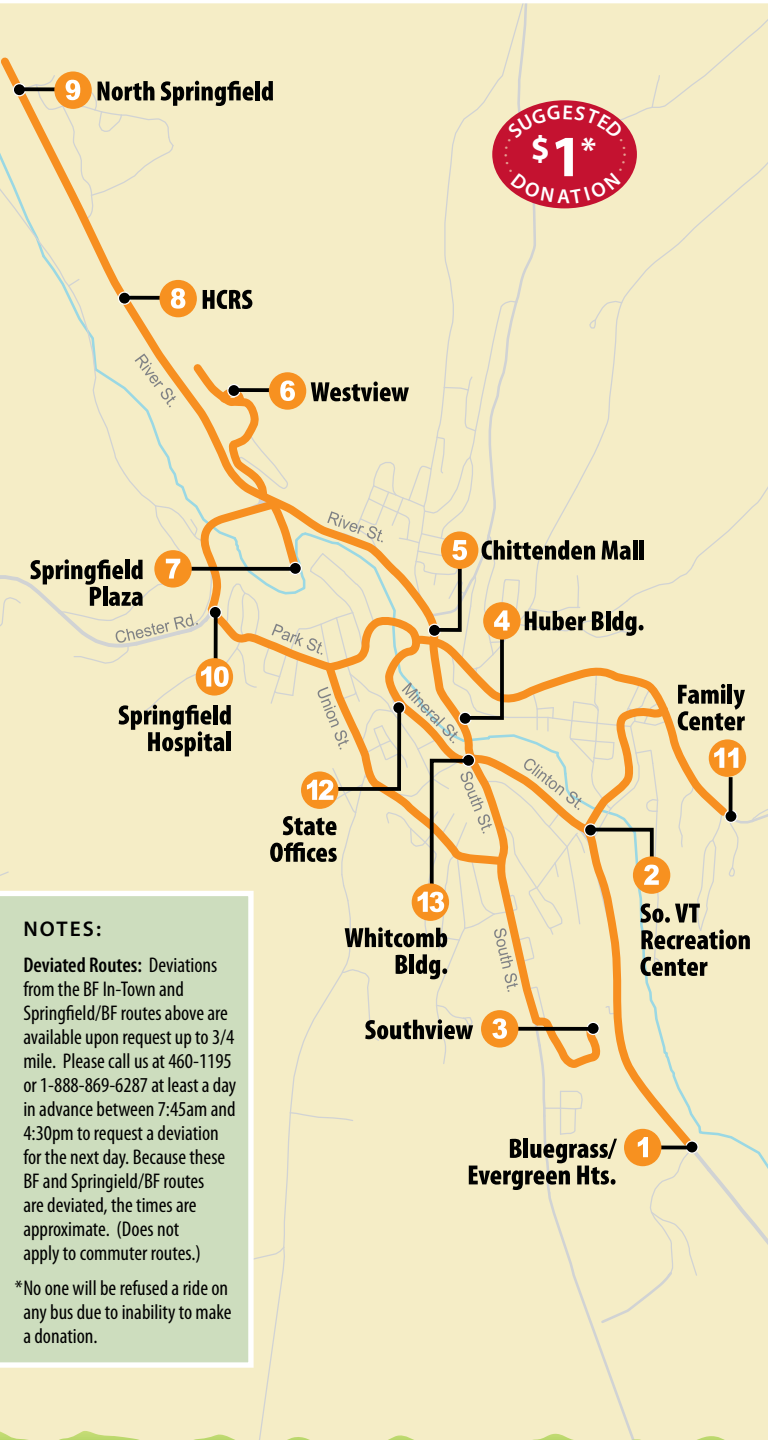 9 North Springfield
SUGGESTED
$1*
DONATION
8 HCRS
River St.
6 Westview
River St.
5 Chittenden Mall
Springfield
Plaza
7
4 Huber Bldg.
Chester Rd.
Park St.
10
Springfield
Hospital
Union St.
Mineral St.
Family
Center
11
12
State
Offices
South St.
Clinton St.
2
So. VT
Recreation
Center
13
Whitcomb
Bldg.
South St.
Southview 3
Bluegrass/
Evergreen Hts.
1
NOTES:
Deviated Routes: Deviations
from the BF In-Town and
Springfield/BF routes above are
available upon request up to 3/4
mile. Please call us at 460-1195
or 1-888-869-6287 at least a day
in advance between 7:45am and
4:30pm to request a deviation
for the next day. Because these
BF and Springield/BF routes
are deviated, the times are
approximate. (Does not
apply to commuter routes.)
*No one will be refused a ride on
any bus due to inability to make
a donation.